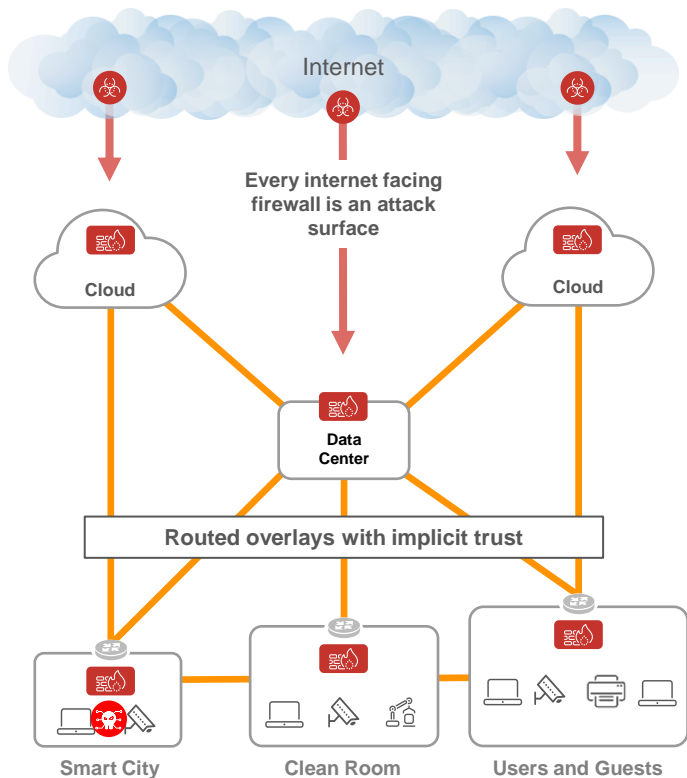 Internet
Every internet facing
firewall is an attack
surface
Cloud
Cloud
Data
Center
Routed overlays with implicit trust
Smart City
Clean Room
Users and Guests